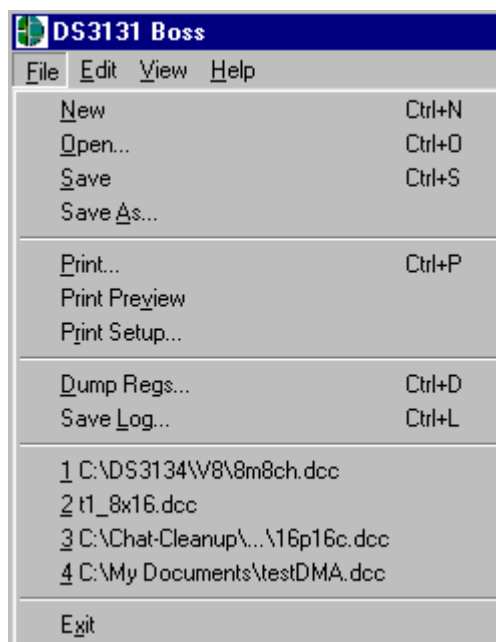 DS3131 Boss
File Edit View Help
New Ctrl+N
Open... Ctrl+O
Save Ctrl+S
Save As...
Print... Ctrl+P
Print Preview
Print Setup...
Dump Regs... Ctrl+D
Save Log... Ctrl+L
1 C:\DS3134\V8\8m8ch.dcc
2 t1_8x16.dcc
3 C:\Chat-Cleanup\...\16p16c.dcc
4 C:\My Documents\testDMA.dcc
Exit